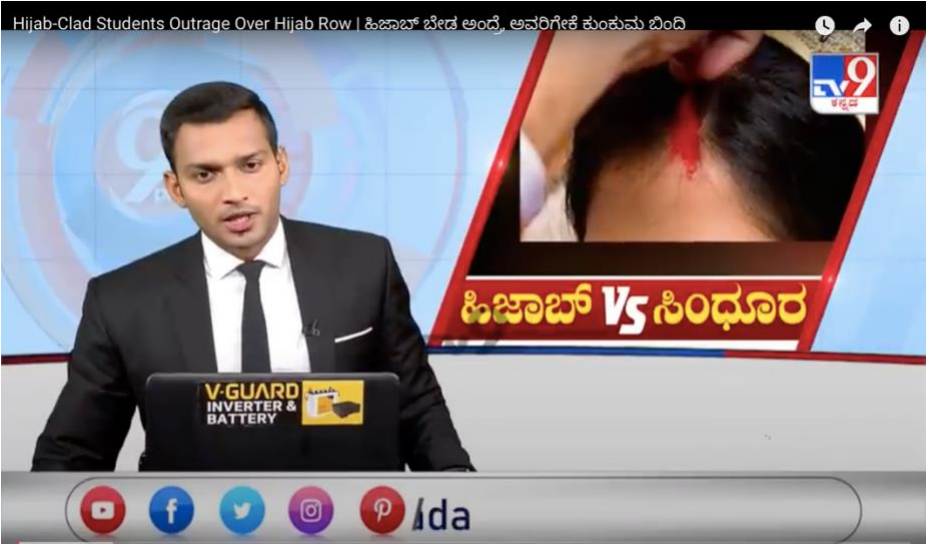 Hijab-Clad Students Outrage Over Hijab Row | ಹಿಜಾಬ್ ಬೇಡ ಅಂದ್ರೆ, ಅವರಿಗೇಕೆ ಕುಂಕುಮ ಬಿಂದಿ
TV9
ಕನ್ನಡ
ಹಿಜಾಬ್ Vs ಸಿಂಧೂರ
V-GUARD
INVERTER &
BATTERY
da